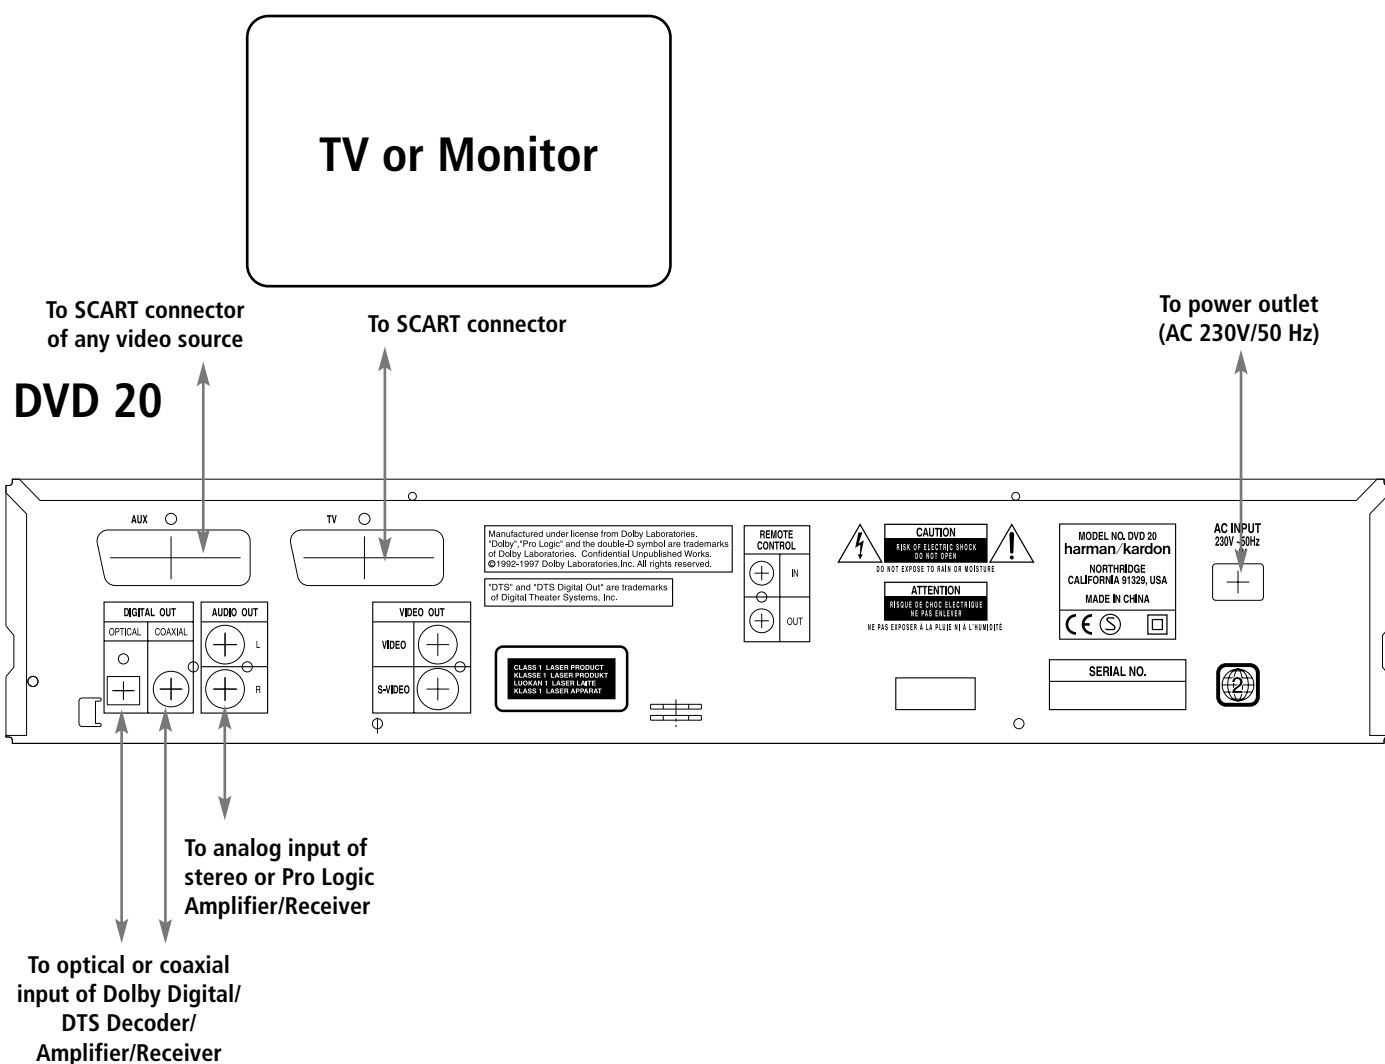 TV or Monitor
To SCART connector
of any video source
To SCART connector
To power outlet
(AC 230V/50 Hz)
DVD 20
AUX
TV
Manufactured under license from Dolby Laboratories.
"Dolby","Pro Logic" and the double-D symbol are trademarks
of Dolby Laboratories. Confidential Unpublished Works.
©1992-1997 Dolby Laboratories,Inc. All rights reserved.
"DTS" and "DTS Digital Out" are trademarks
of Digital Theater Systems, Inc.
REMOTE
CONTROL
IN
OUT
CAUTION
RISK OF ELECTRIC SHOCK
DO NOT OPEN
DO NOT EXPOSE TO RAIN OR MOISTURE
ATTENTION
RISQUE DE CHOC ELECTRIQUE
NE PAS ENLEVER
NE PAS EXPOSER À LA PLUIE NI À L'HUMIDITÉ
MODEL NO. DVD 20
harman/kardon
NORTHRIDGE
CALIFORNIA 91329, USA
MADE IN CHINA
CE S
AC INPUT
230V ~50Hz
DIGITAL OUT
OPTICAL COAXIAL
AUDIO OUT
L
R
VIDEO OUT
VIDEO
S-VIDEO
CLASS 1 LASER PRODUCT
KLASSE 1 LASER PRODUKT
LUOKAN 1 LASER LAITE
KLASS 1 LASER APPARAT
SERIAL NO.
2
To analog input of
stereo or Pro Logic
Amplifier/Receiver
To optical or coaxial
input of Dolby Digital/
DTS Decoder/
Amplifier/Receiver